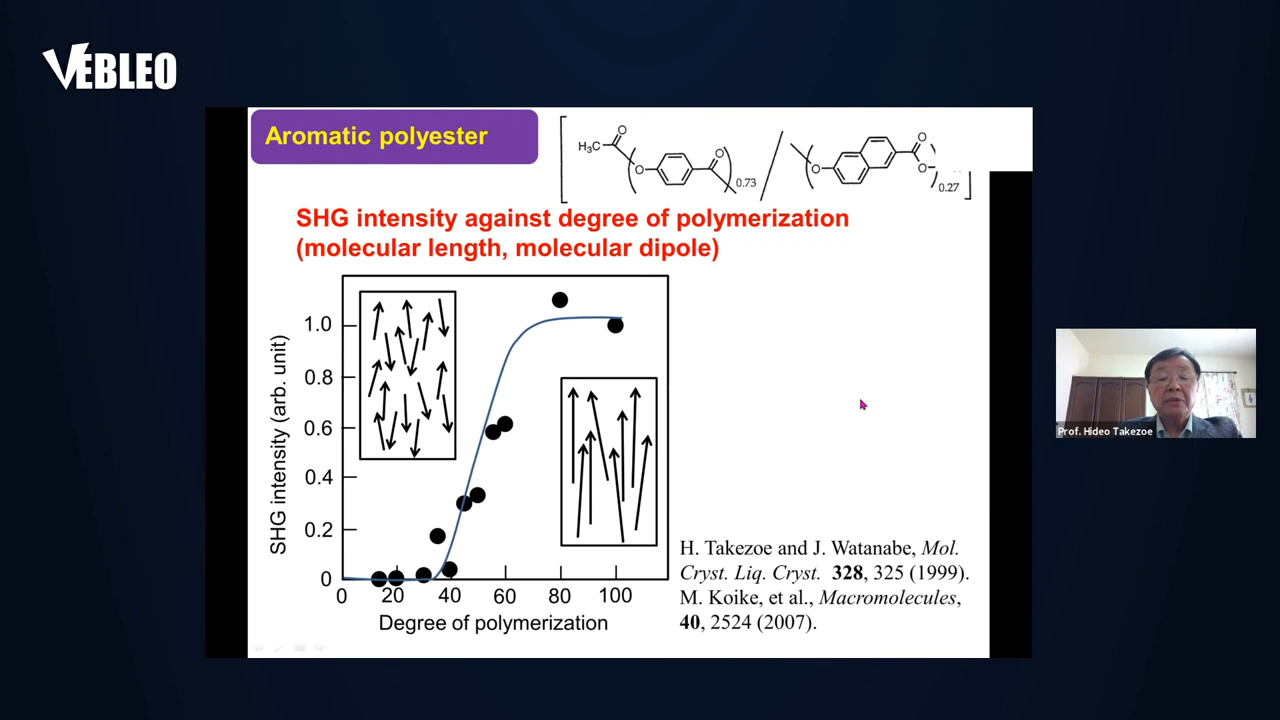 VEBLEO
Aromatic polyester
H₃C
O
O
O
0.73
O
O
O
0.27
SHG intensity against degree of polymerization
(molecular length, molecular dipole)
SHG intensity (arb. unit)
1.0
0.8
0.6
0.4
0.2
0
0 20 40 60 80 100
Degree of polymerization
H. Takezoe and J. Watanabe, Mol.
Cryst. Liq. Cryst. 328, 325 (1999).
M. Koike, et al., Macromolecules,
40, 2524 (2007).
Prof. Hideo Takezoe